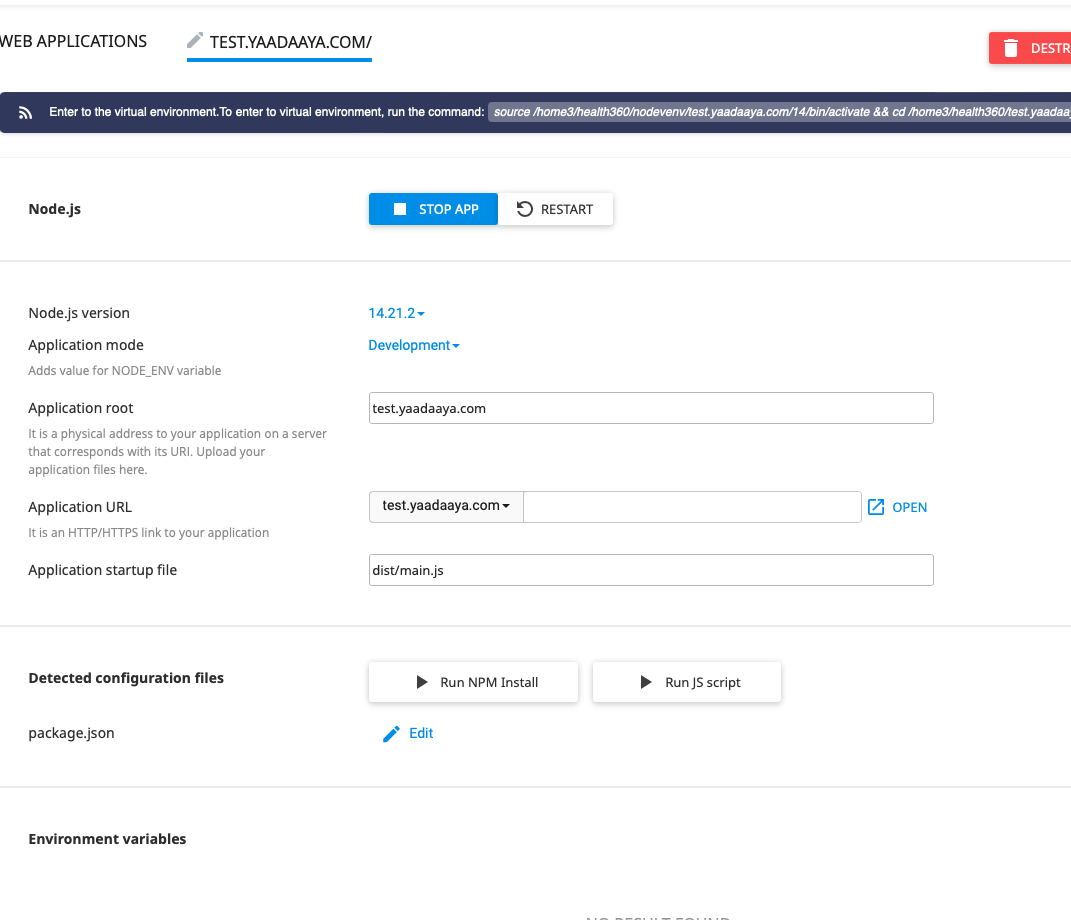 WEB APPLICATIONS
TEST.YAADAAYA.COM/
DESTR
Enter to the virtual environment.To enter to virtual environment, run the command: source /home3/health360/nodevenv/test.yaadaaya.com/14/bin/activate && cd /home3/health360/test.yaadaay
Node.js
STOP APP
RESTART
Node.js version
14.21.2
Application mode
Development
Adds value for NODE_ENV variable
Application root
test.yaadaaya.com
It is a physical address to your application on a server
that corresponds with its URI. Upload your
application files here.
Application URL
test.yaadaaya.com
OPEN
It is an HTTP/HTTPS link to your application
Application startup file
dist/main.js
Detected configuration files
Run NPM Install
Run JS script
package.json
Edit
Environment variables
NO RESULT FOUND